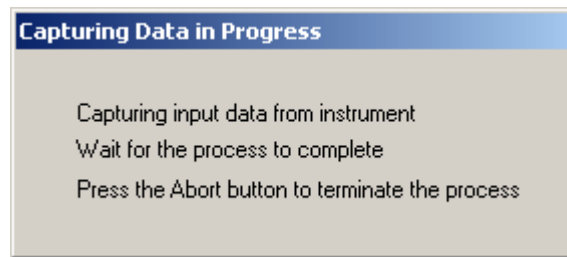 Capturing Data in Progress
Capturing input data from instrument
Wait for the process to complete
Press the Abort button to terminate the process